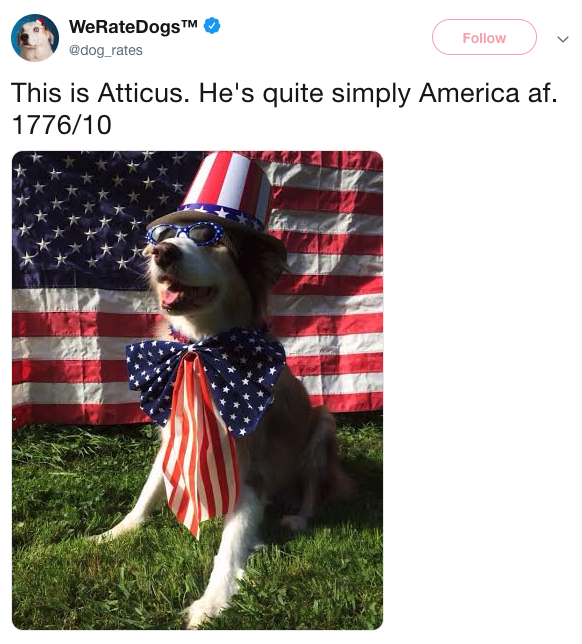 WeRateDogs™
@dog_rates
Follow
This is Atticus. He's quite simply America af.
1776/10